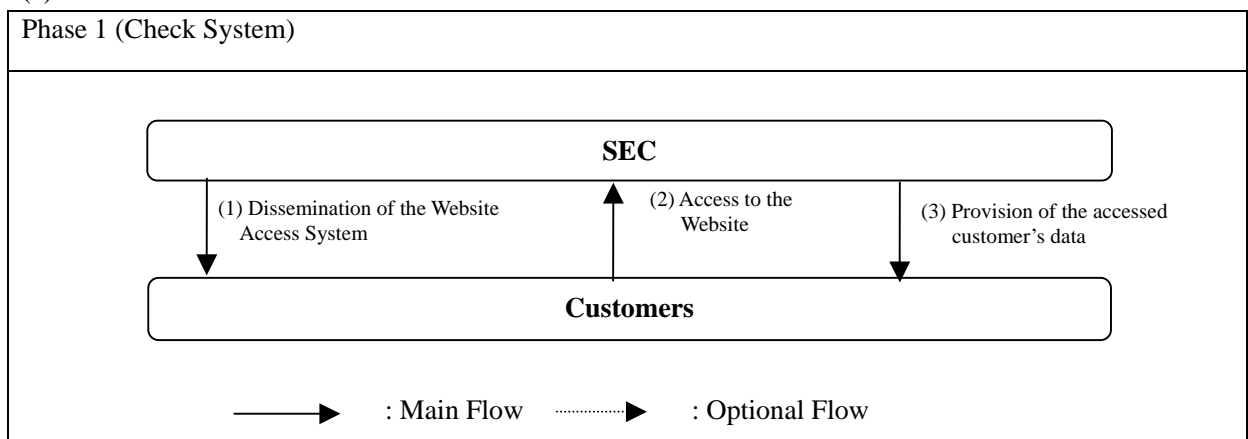 Phase 1 (Check System)
SEC
(1) Dissemination of the Website
Access System
(2) Access to the
Website
(3) Provision of the accessed
customer’s data
Customers
: Main Flow
: Optional Flow